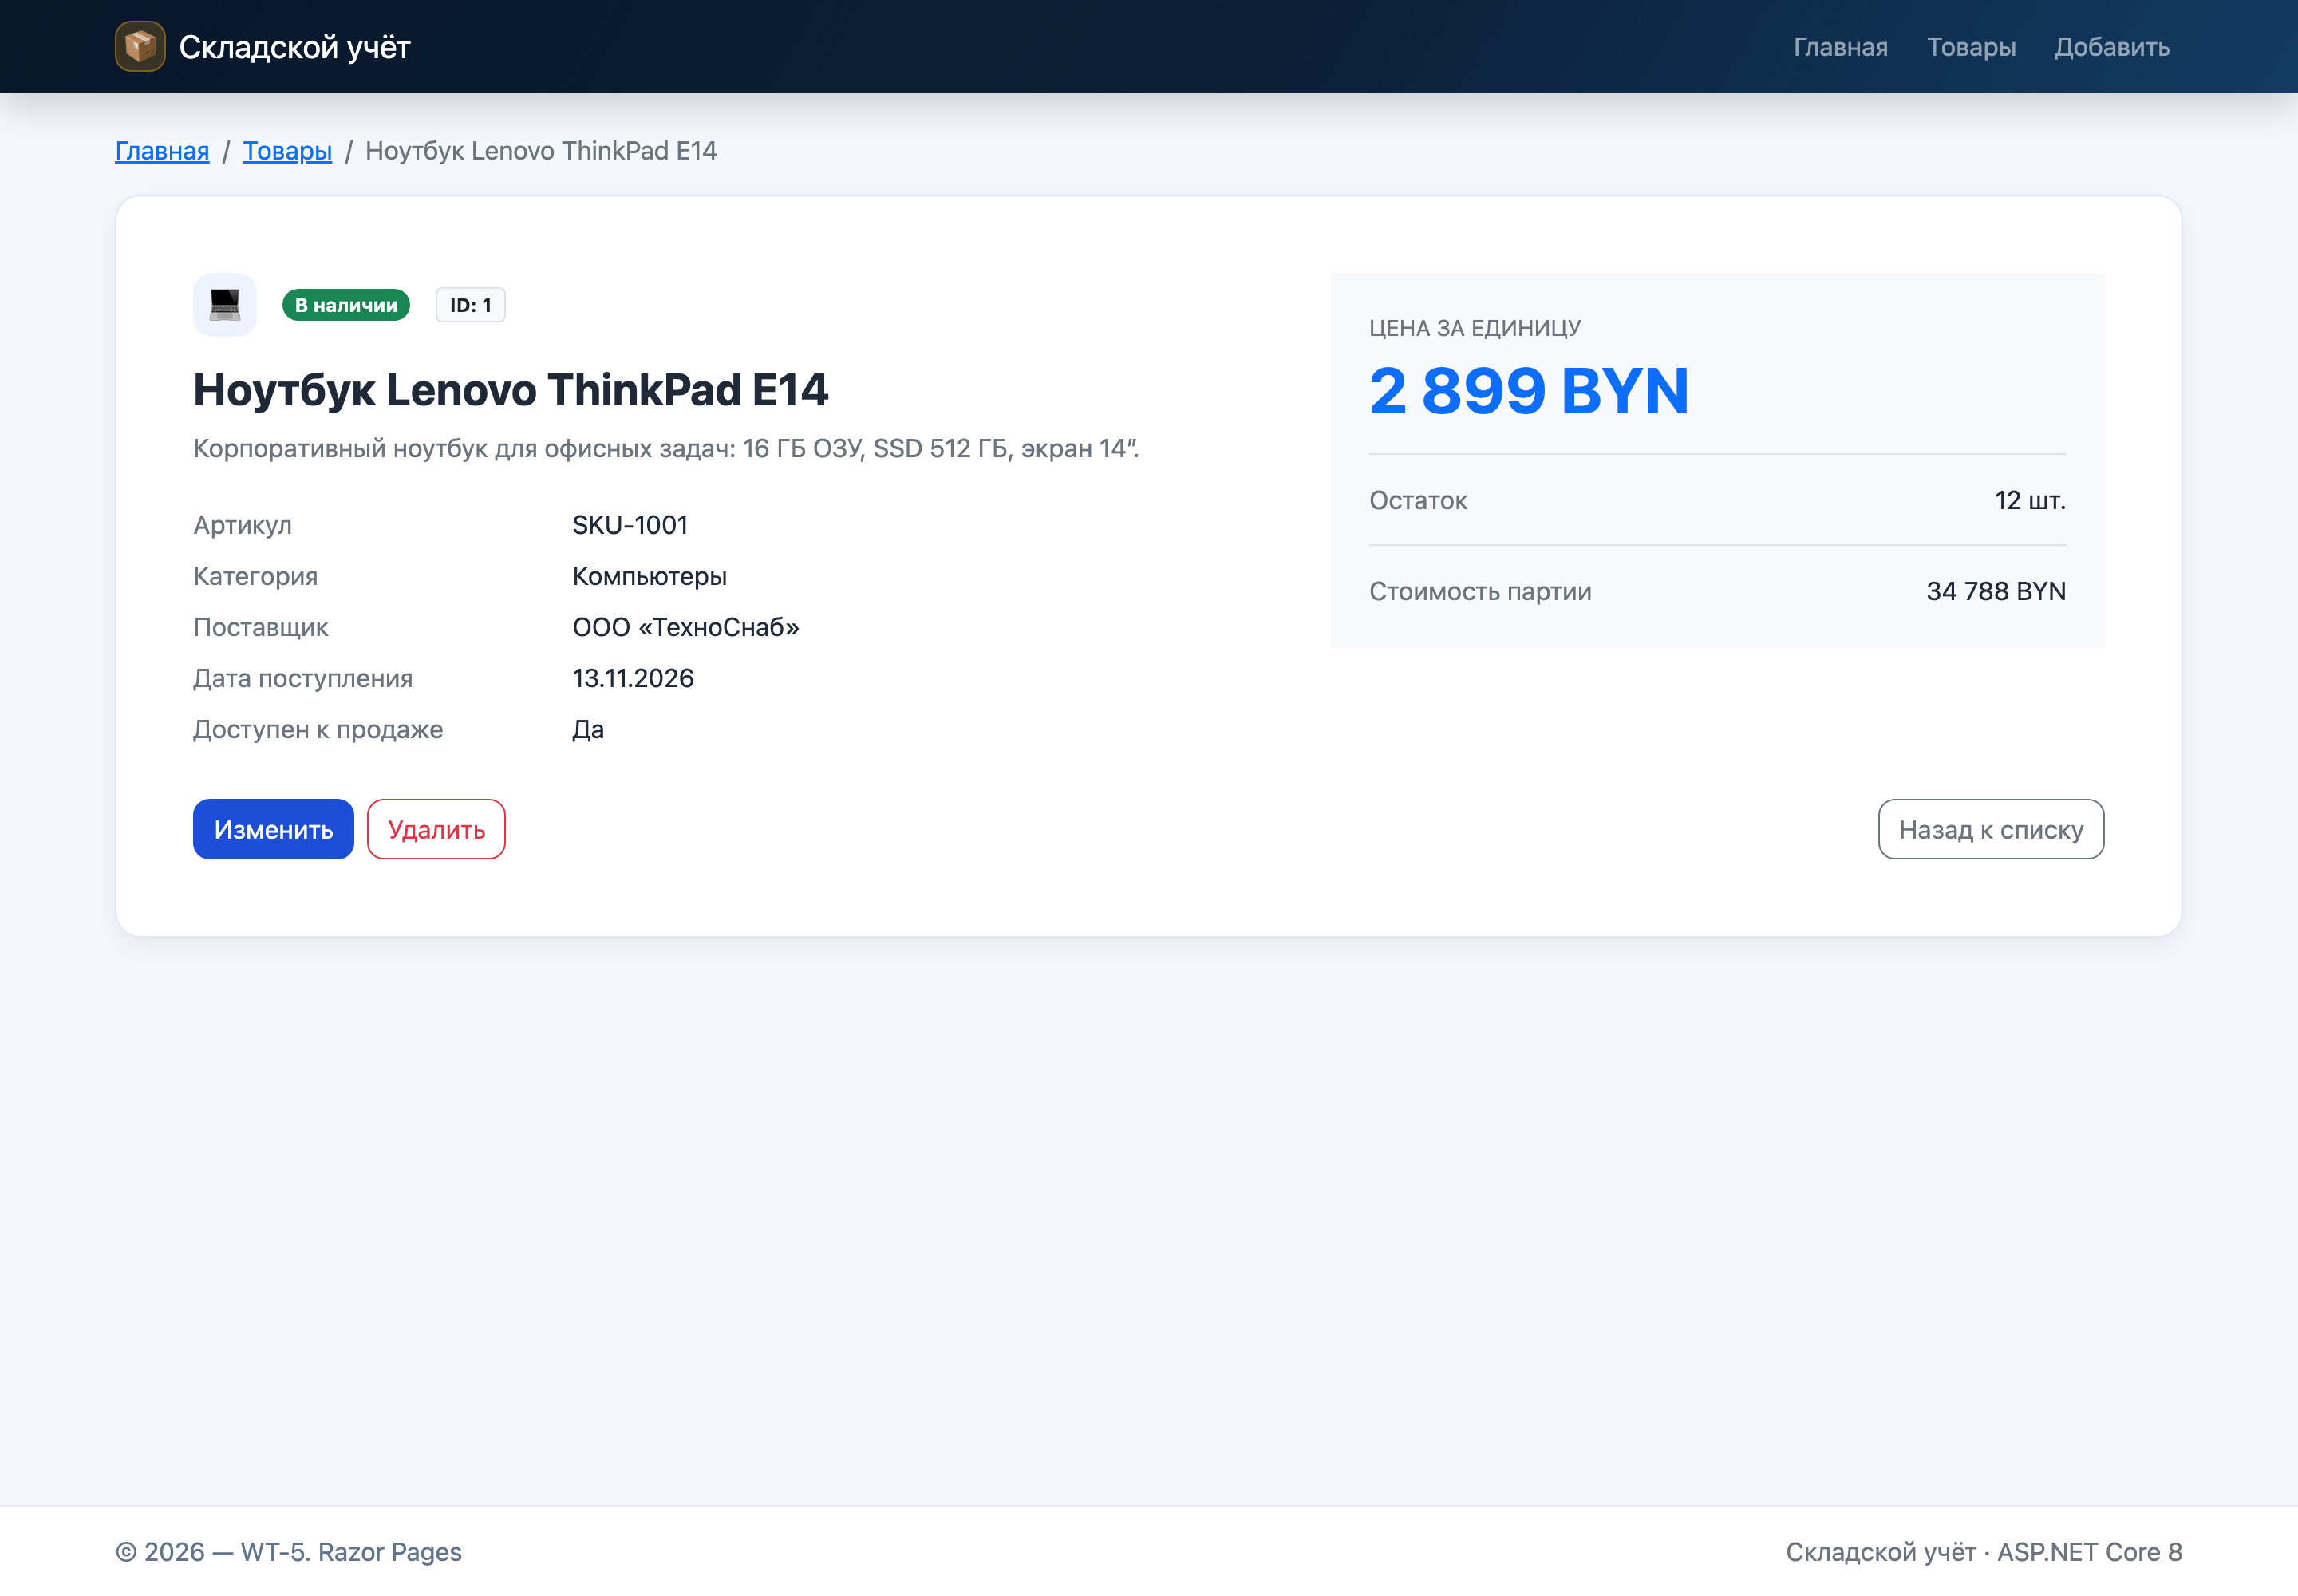 Складской учёт
Главная Товары Добавить
Главная / Товары / Ноутбук Lenovo ThinkPad E14
В наличии ID: 1
Ноутбук Lenovo ThinkPad E14
Корпоративный ноутбук для офисных задач: 16 ГБ ОЗУ, SSD 512 ГБ, экран 14”.
Артикул SKU-1001
Категория Компьютеры
Поставщик ООО «ТехноСнаб»
Дата поступления 13.11.2026
Доступен к продаже Да
ЦЕНА ЗА ЕДИНИЦУ
2 899 BYN
Остаток 12 шт.
Стоимость партии 34 788 BYN
Изменить Удалить Назад к списку
© 2026 — WT-5. Razor Pages
Складской учёт · ASP.NET Core 8